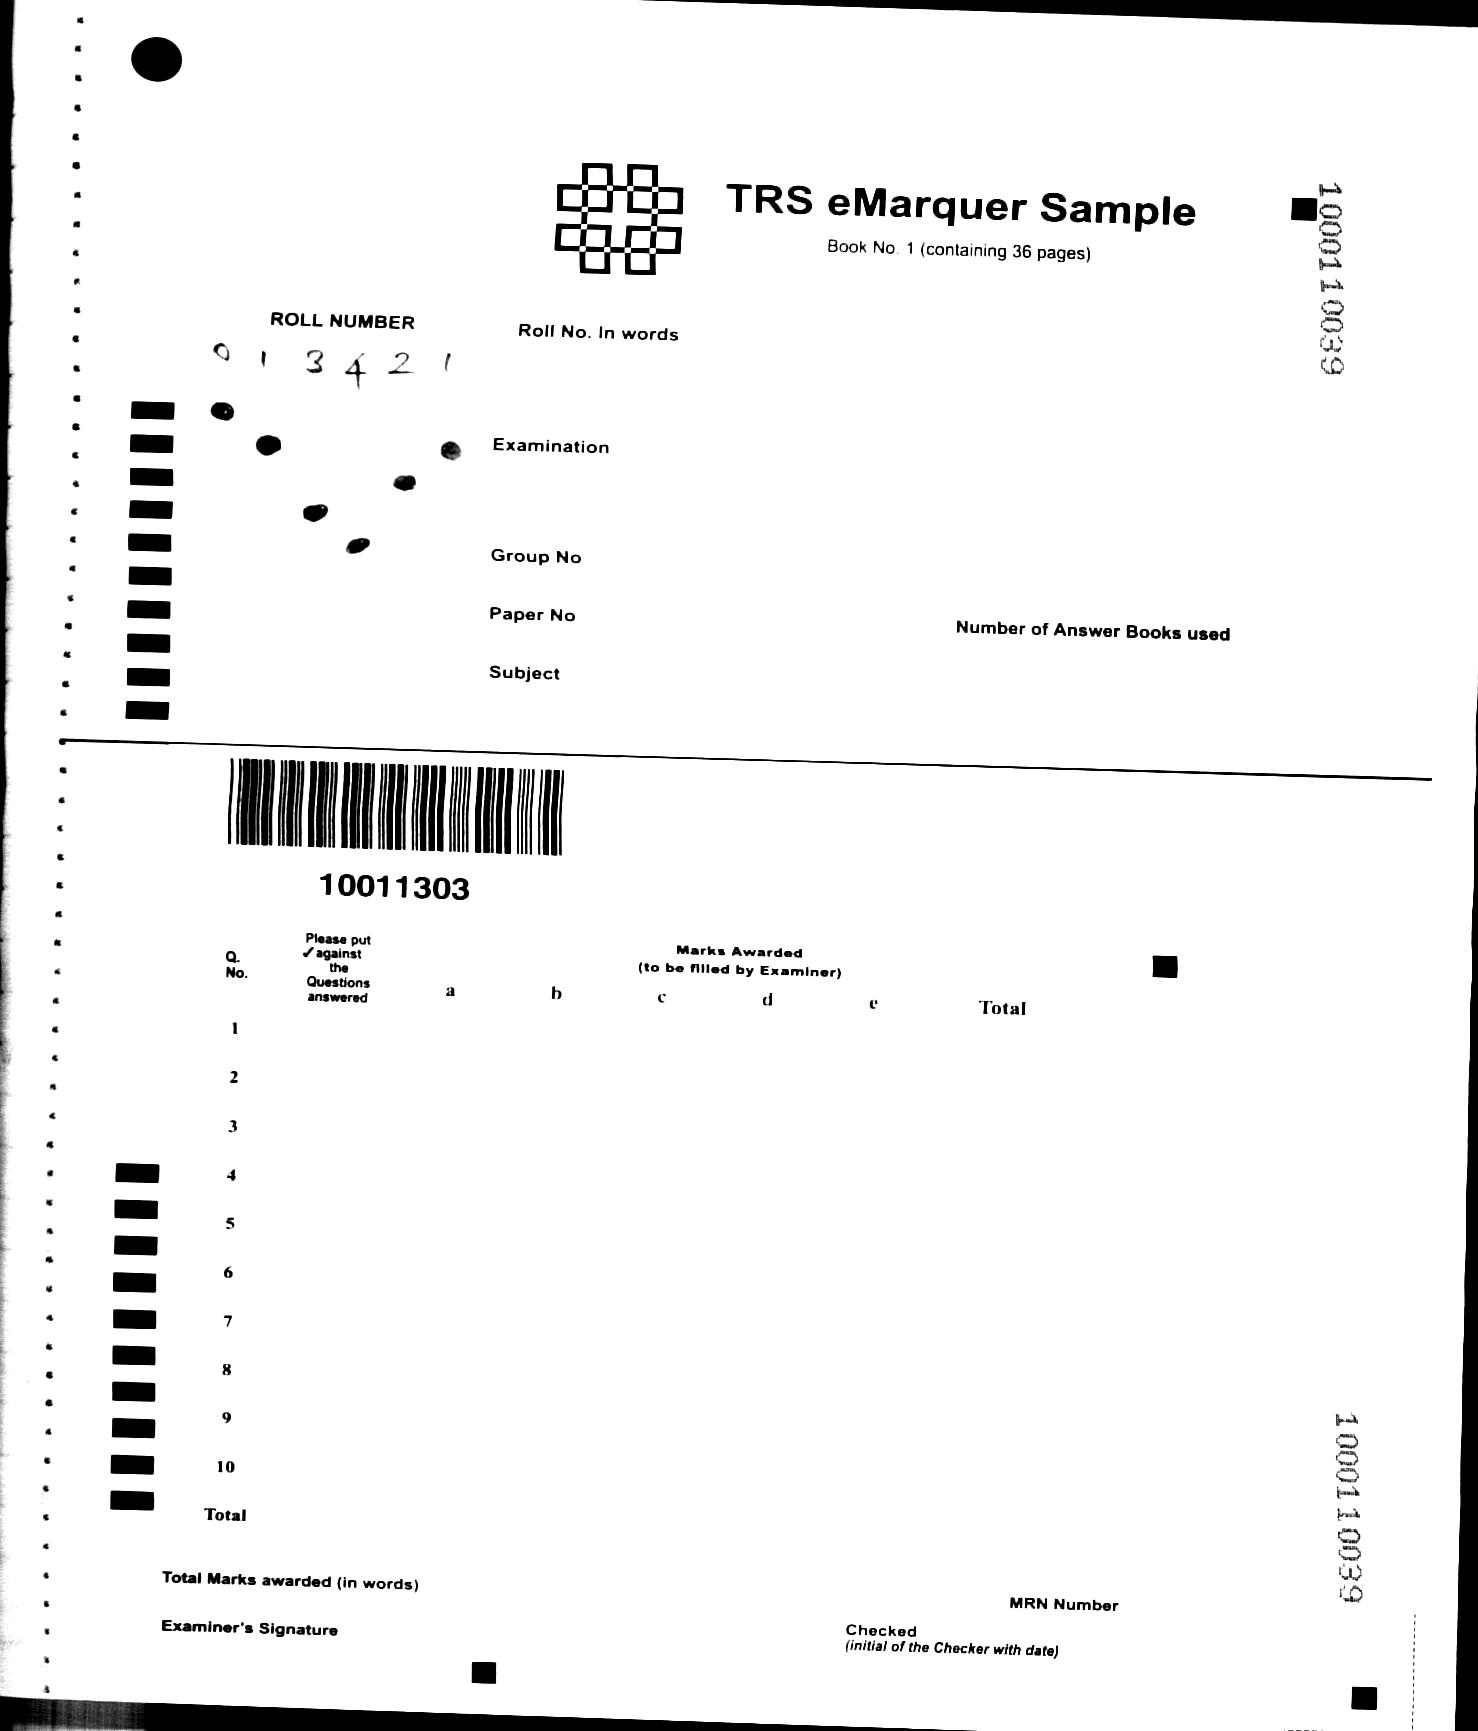 TRS eMarquer Sample
Book No. 1 (containing 36 pages)
1000110039
ROLL NUMBER
Roll No. In words
0 1 3 4 2 1
Examination
Group No
Paper No
Number of Answer Books used
Subject
10011303
Q.
No.
Please put
✓against
the
Questions
answered
Marks Awarded
(to be filled by Examiner)
a b c d e Total
1
2
3
4
5
6
7
8
9
10
Total
1000110039
Total Marks awarded (in words)
MRN Number
Examiner's Signature
Checked
(initial of the Checker with date)